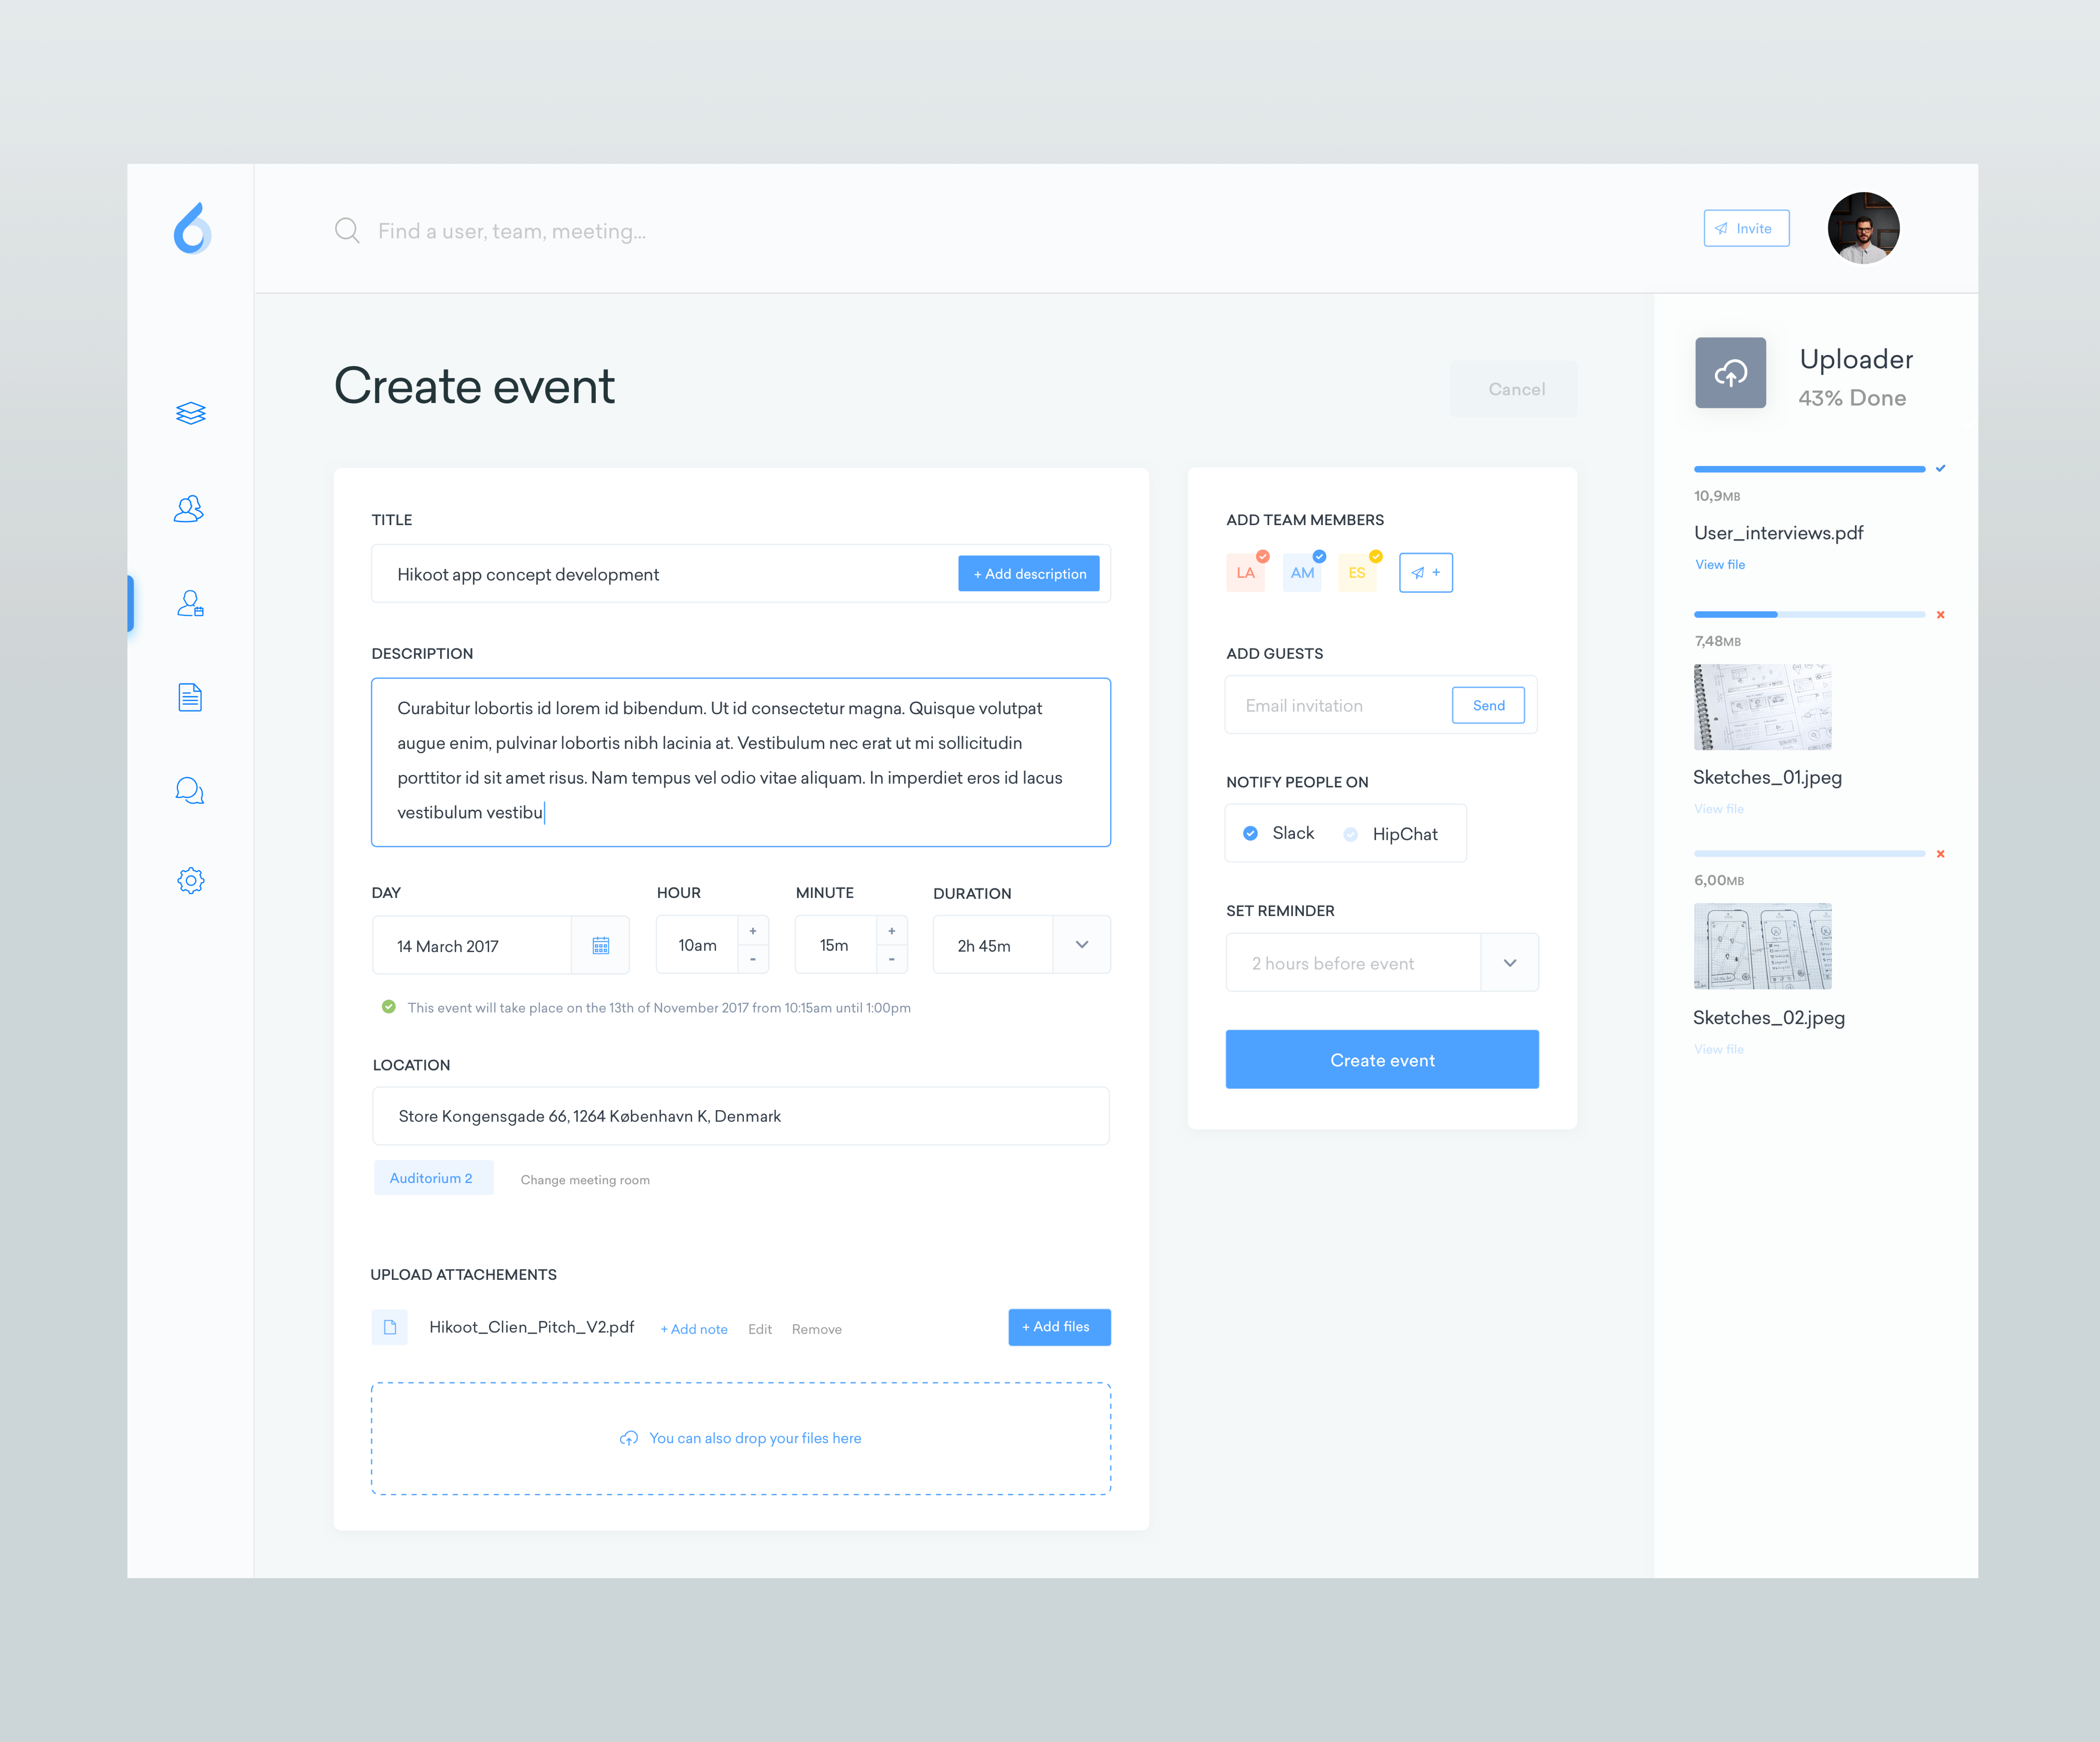 Find a user, team, meeting...
Invite
Create event
Cancel
TITLE
Hikoot app concept development
+ Add description
DESCRIPTION
Curabitur lobortis id lorem id bibendum. Ut id consectetur magna. Quisque volutpat
augue enim, pulvinar lobortis nibh lacinia at. Vestibulum nec erat ut mi sollicitudin
porttitor id sit amet risus. Nam tempus vel odio vitae aliquam. In imperdiet eros id lacus
vestibulum vestibu
DAY
HOUR
MINUTE
DURATION
14 March 2017
10am
+
-
15m
+
-
2h 45m
This event will take place on the 13th of November 2017 from 10:15am until 1:00pm
LOCATION
Store Kongensgade 66, 1264 København K, Denmark
Auditorium 2
Change meeting room
UPLOAD ATTACHEMENTS
Hikoot_Clien_Pitch_V2.pdf
+ Add note
Edit
Remove
+ Add files
You can also drop your files here
ADD TEAM MEMBERS
LA
AM
ES
+
ADD GUESTS
Email invitation
Send
NOTIFY PEOPLE ON
Slack
HipChat
SET REMINDER
2 hours before event
Create event
Uploader
43% Done
10,9MB
User_interviews.pdf
View file
7,48MB
Sketches_01.jpeg
View file
6,00MB
Sketches_02.jpeg
View file